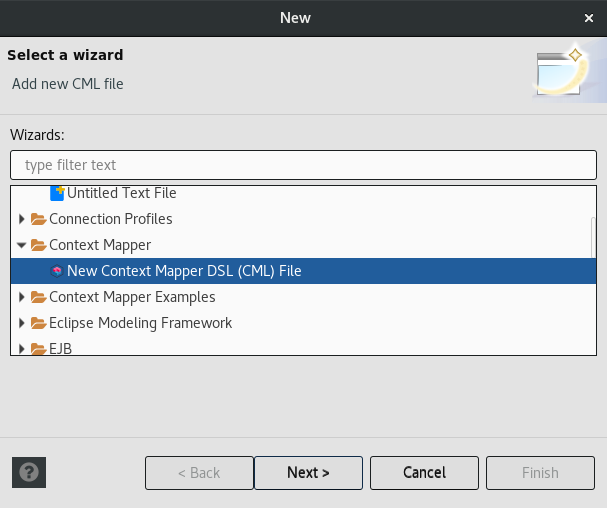 New
Select a wizard
Add new CML file
Wizards:
type filter text
Untitled Text File
Connection Profiles
Context Mapper
New Context Mapper DSL (CML) File
Context Mapper Examples
Eclipse Modeling Framework
EJB
< Back
Next >
Cancel
Finish